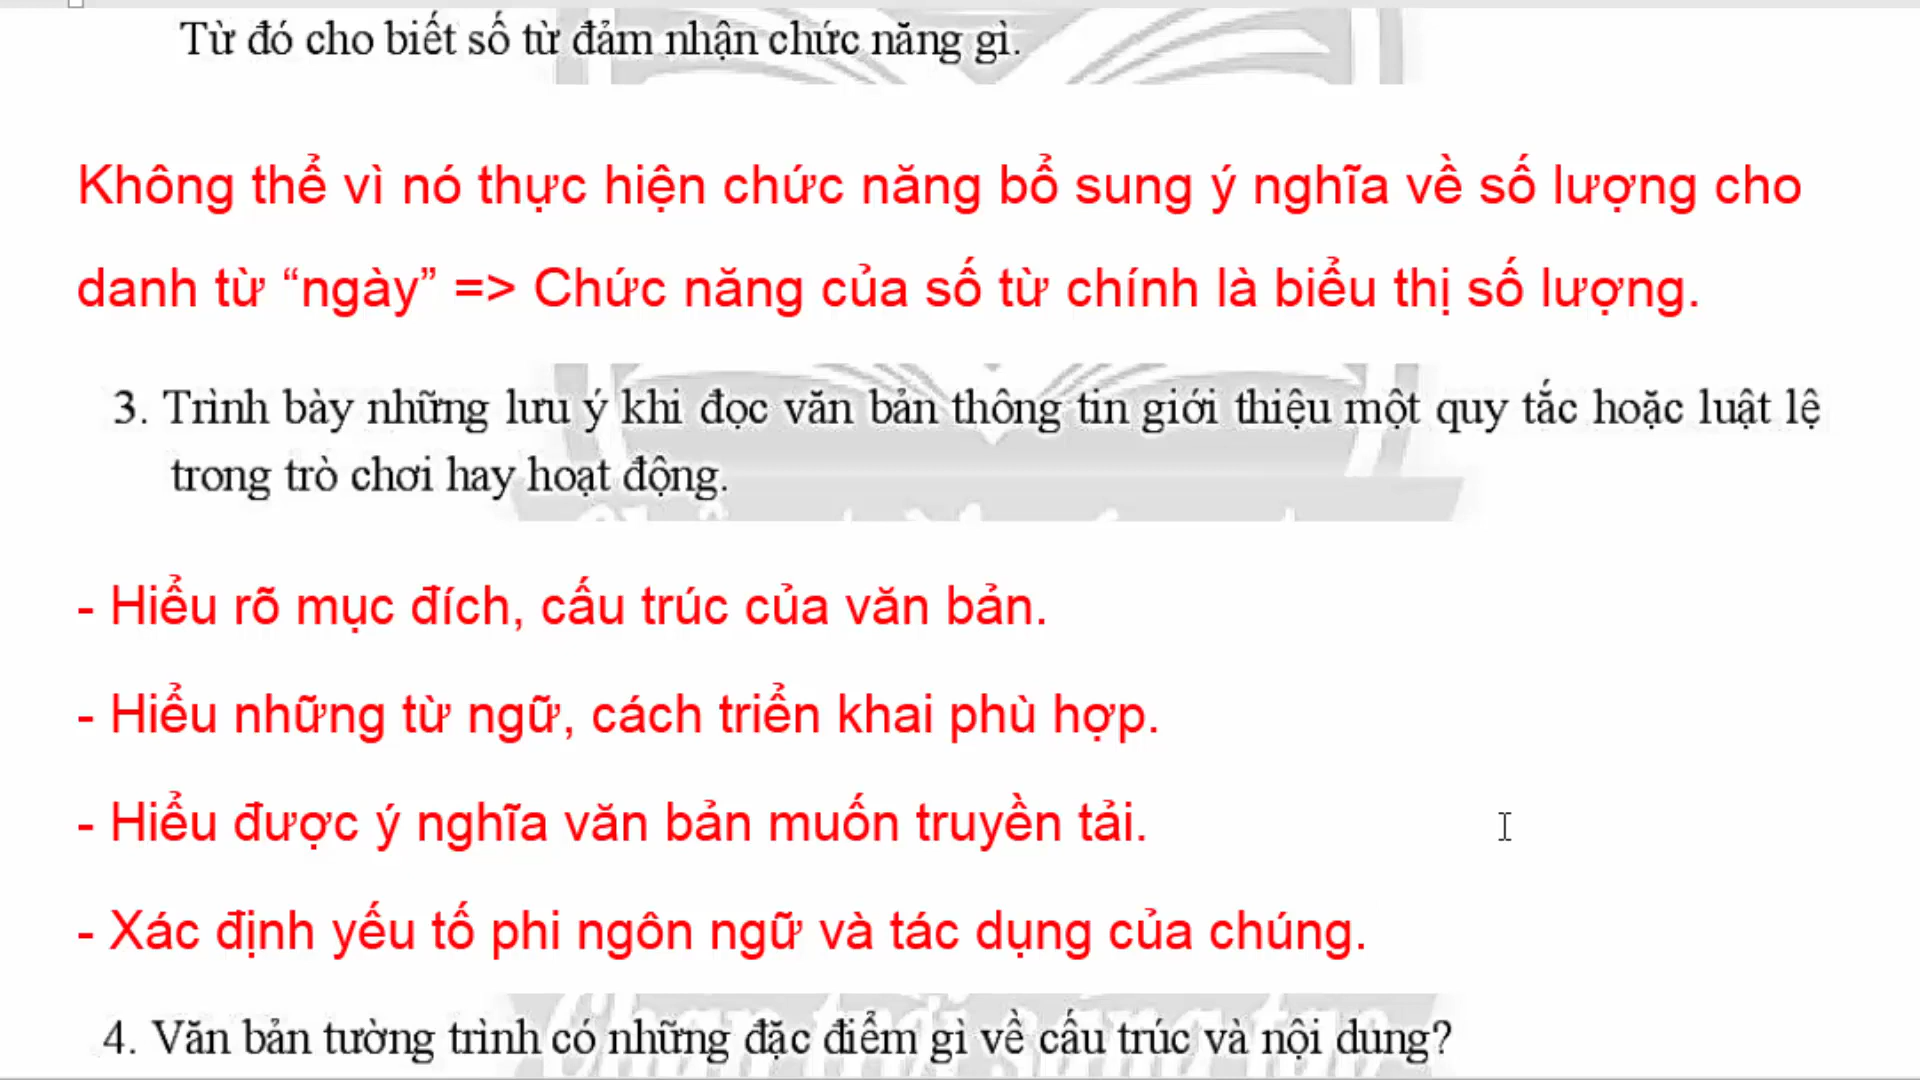 Từ đó cho biết số từ đảm nhận chức năng gì.
Không thể vì nó thực hiện chức năng bổ sung ý nghĩa về số lượng cho
danh từ “ngày” => Chức năng của số từ chính là biểu thị số lượng.
3. Trình bày những lưu ý khi đọc văn bản thông tin giới thiệu một quy tắc hoặc luật lệ
trong trò chơi hay hoạt động.
- Hiểu rõ mục đích, cấu trúc của văn bản.
- Hiểu những từ ngữ, cách triển khai phù hợp.
- Hiểu được ý nghĩa văn bản muốn truyền tải.
- Xác định yếu tố phi ngôn ngữ và tác dụng của chúng.
4. Văn bản tường trình có những đặc điểm gì về cấu trúc và nội dung?